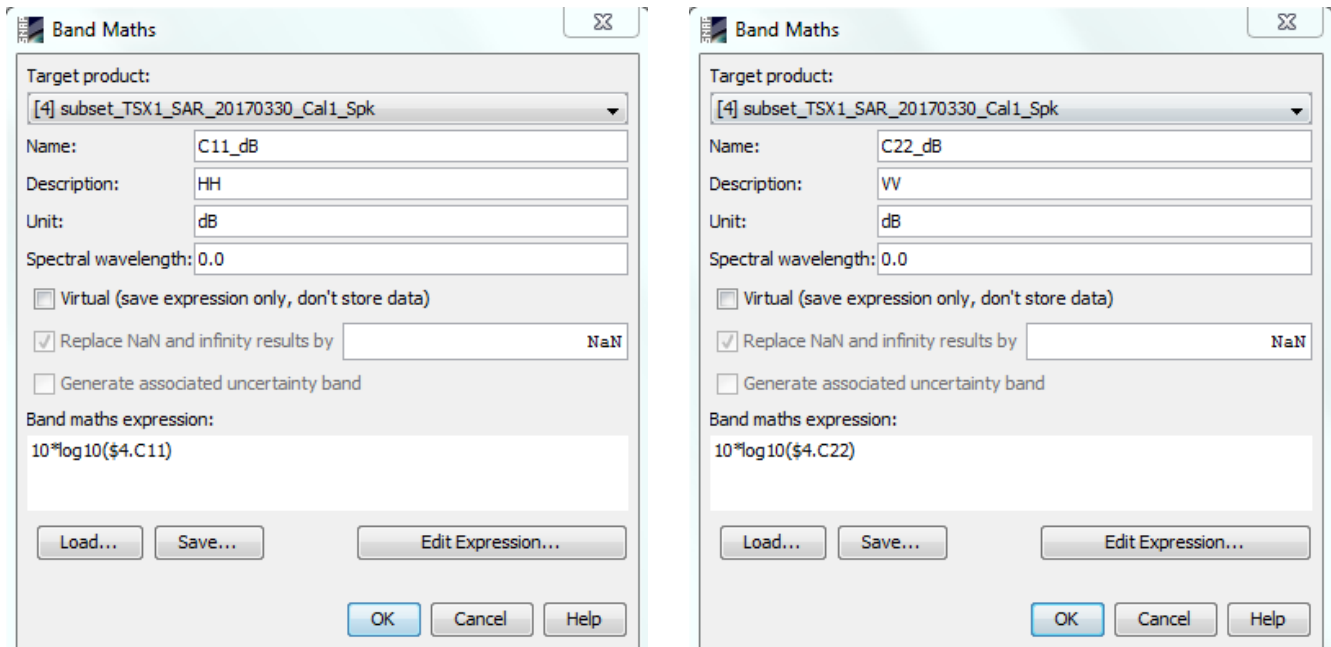 Band Maths
Target product:
[4] subset_TSX1_SAR_20170330_Cal1_Spk
Name: C11_dB
Description: HH
Unit: dB
Spectral wavelength: 0.0
Virtual (save expression only, don't store data)
Replace NaN and infinity results by NaN
Generate associated uncertainty band
Band maths expression:
10*log10($4.C11)
Load... Save... Edit Expression...
OK Cancel Help
Band Maths
Target product:
[4] subset_TSX1_SAR_20170330_Cal1_Spk
Name: C22_dB
Description: VV
Unit: dB
Spectral wavelength: 0.0
Virtual (save expression only, don't store data)
Replace NaN and infinity results by NaN
Generate associated uncertainty band
Band maths expression:
10*log10($4.C22)
Load... Save... Edit Expression...
OK Cancel Help